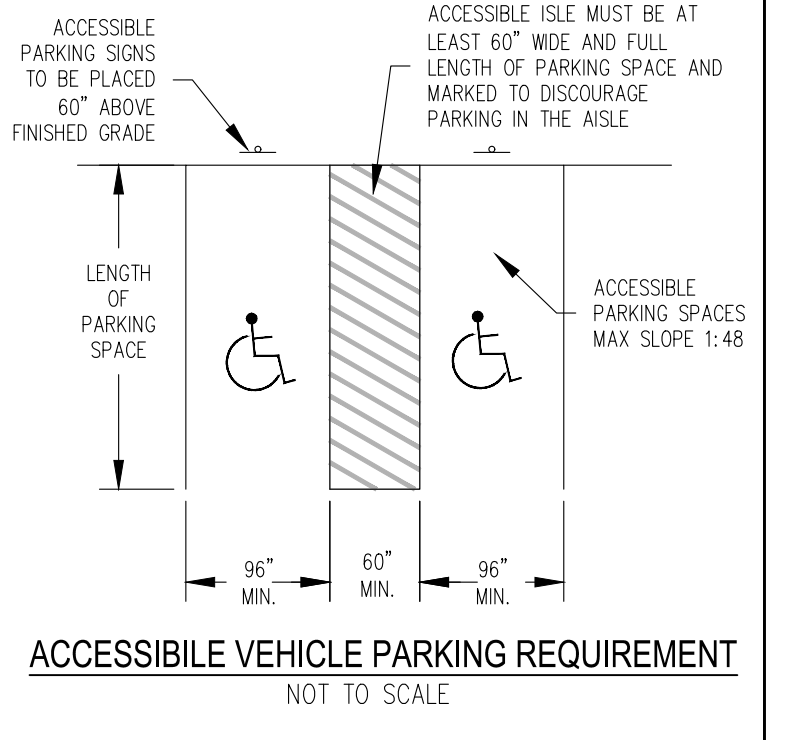 ACCESSIBLE
PARKING SIGNS
TO BE PLACED
60" ABOVE
FINISHED GRADE
ACCESSIBLE ISLE MUST BE AT
LEAST 60" WIDE AND FULL
LENGTH OF PARKING SPACE AND
MARKED TO DISCOURAGE
PARKING IN THE AISLE
LENGTH
OF
PARKING
SPACE
ACCESSIBLE
PARKING SPACES
MAX SLOPE 1:48
96"
MIN.
60"
MIN.
96"
MIN.
ACCESSIBILE VEHICLE PARKING REQUIREMENT
NOT TO SCALE